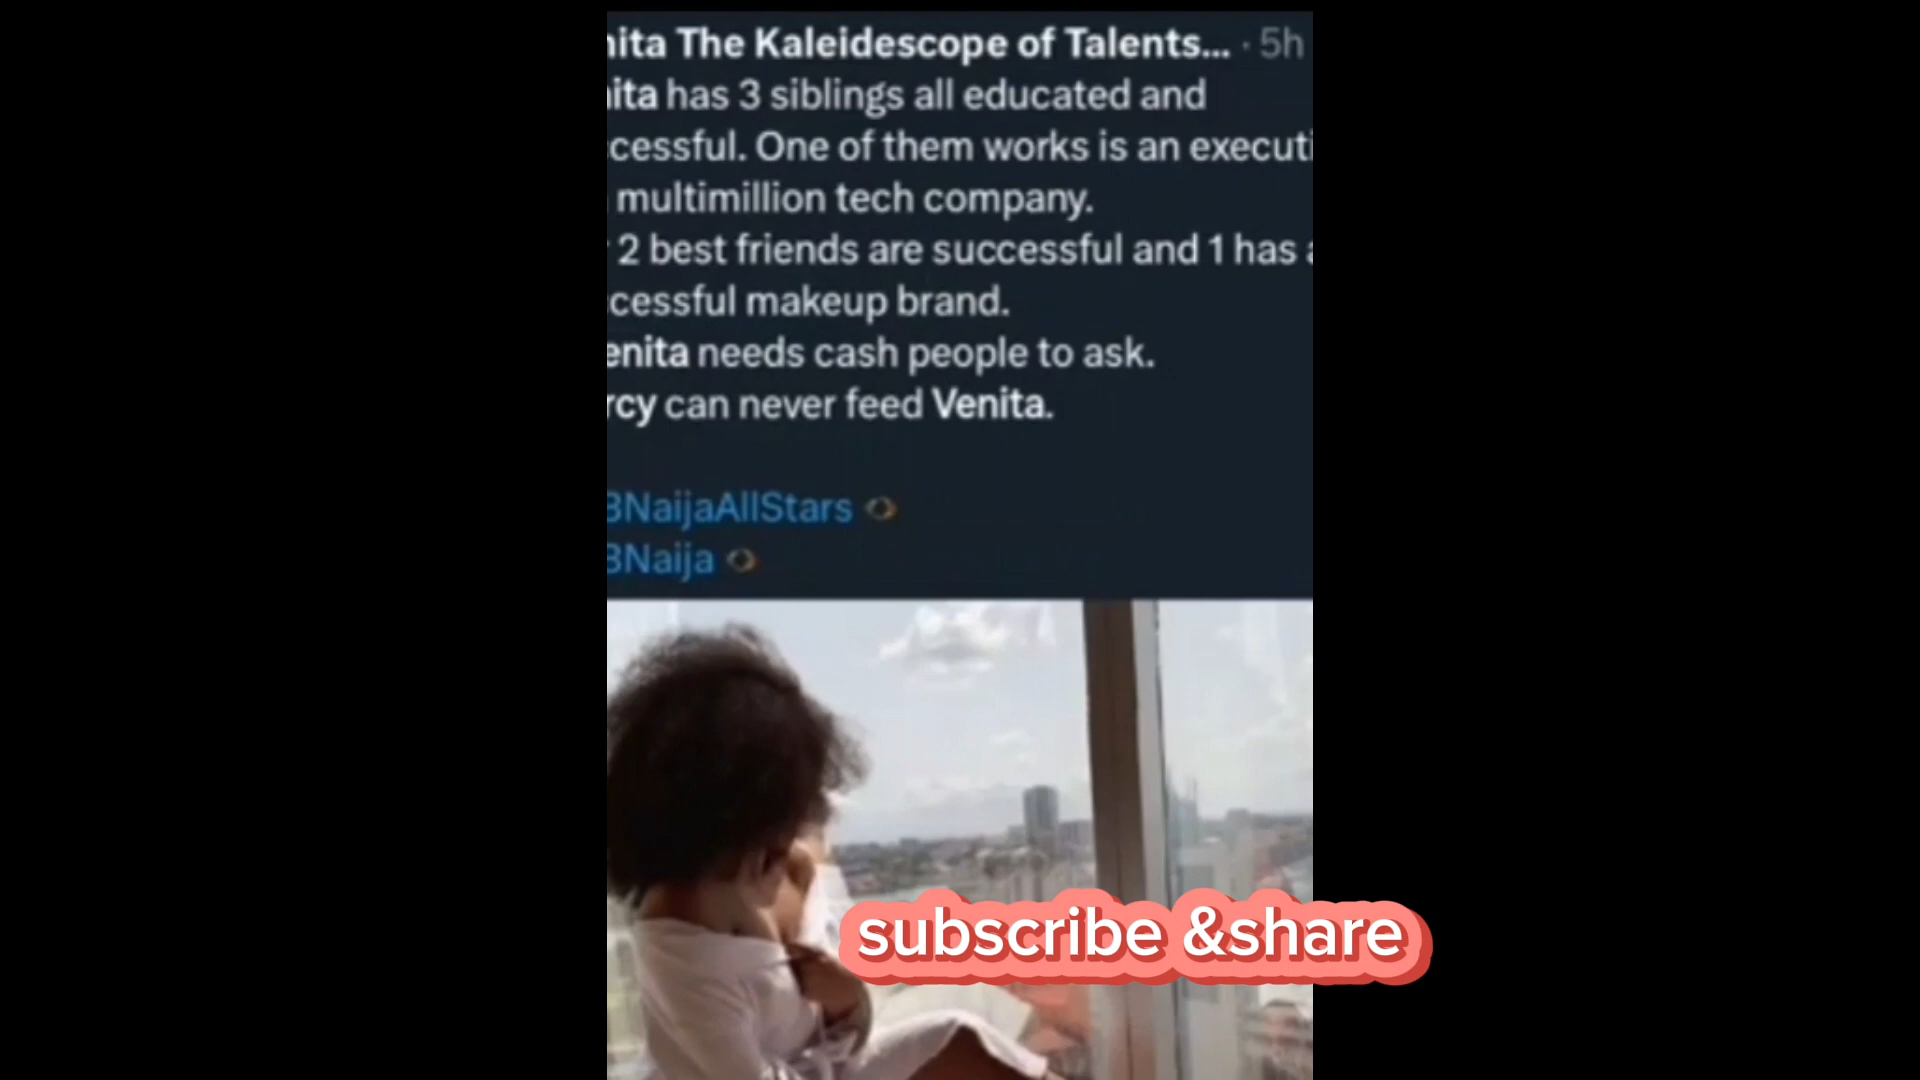 nita The Kaleidescope of Talents... · 5h
nita has 3 siblings all educated and
cessful. One of them works is an executi
multimillion tech company.
2 best friends are successful and 1 has a
cessful makeup brand.
enita needs cash people to ask.
rcy can never feed Venita.
BNaijaAllStars
BNaija
subscribe &share